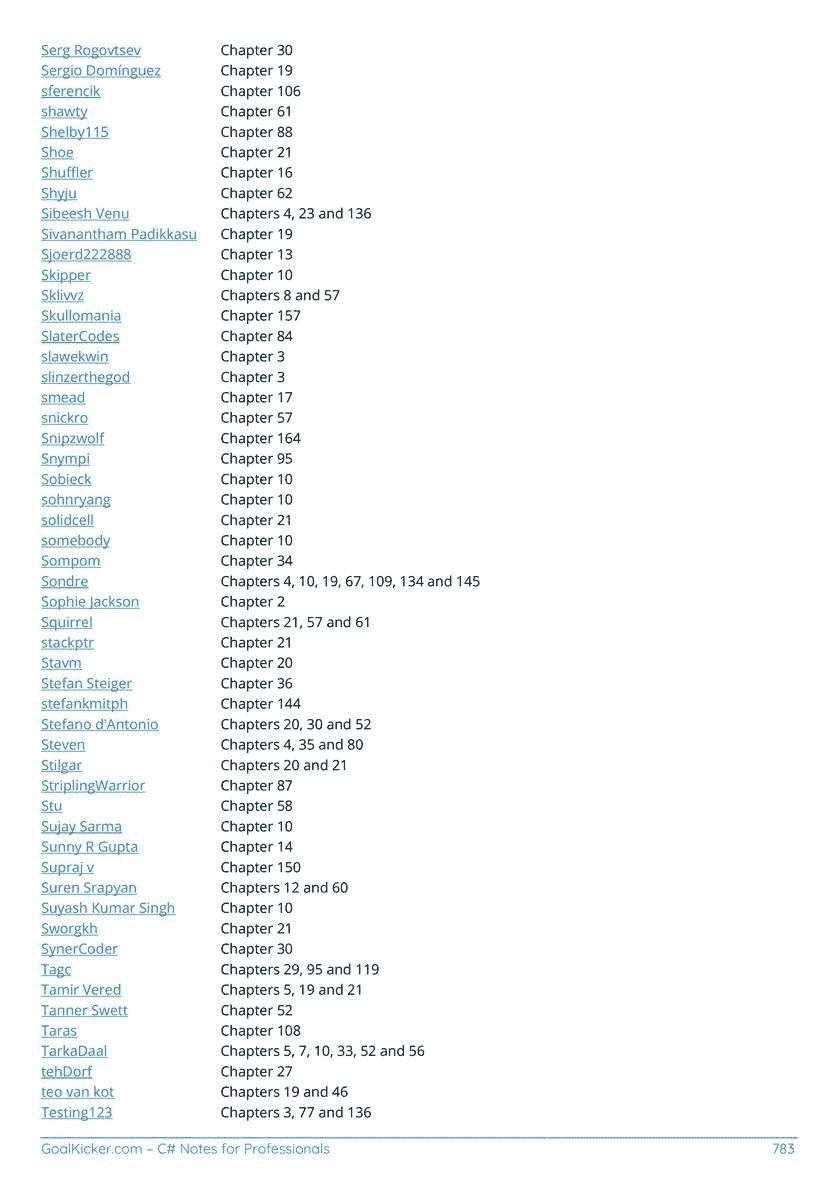 Serg Rogovtsev Chapter 30
Sergio Domínguez Chapter 19
sferencik Chapter 106
shawty Chapter 61
Shelby115 Chapter 88
Shoe Chapter 21
Shuffler Chapter 16
Shyju Chapter 62
Sibeesh Venu Chapters 4, 23 and 136
Sivanantham Padikkasu Chapter 19
Sjoerd222888 Chapter 13
Skipper Chapter 10
Sklivvz Chapters 8 and 57
Skullomania Chapter 157
SlaterCodes Chapter 84
slawekwin Chapter 3
slinzerthegod Chapter 3
smead Chapter 17
snickro Chapter 57
Snipzwolf Chapter 164
Snympi Chapter 95
Sobieck Chapter 10
sohnryang Chapter 10
solidcell Chapter 21
somebody Chapter 10
Sompom Chapter 34
Sondre Chapters 4, 10, 19, 67, 109, 134 and 145
Sophie Jackson Chapter 2
Squirrel Chapters 21, 57 and 61
stackptr Chapter 21
Stavm Chapter 20
Stefan Steiger Chapter 36
stefankmitph Chapter 144
Stefano d'Antonio Chapters 20, 30 and 52
Steven Chapters 4, 35 and 80
Stilgar Chapters 20 and 21
StriplingWarrior Chapter 87
Stu Chapter 58
Sujay Sarma Chapter 10
Sunny R Gupta Chapter 14
Supraj v Chapter 150
Suren Srapyan Chapters 12 and 60
Suyash Kumar Singh Chapter 10
Sworgkh Chapter 21
SynerCoder Chapter 30
Tagc Chapters 29, 95 and 119
Tamir Vered Chapters 5, 19 and 21
Tanner Swett Chapter 52
Taras Chapter 108
TarkaDaal Chapters 5, 7, 10, 33, 52 and 56
tehDorf Chapter 27
teo van kot Chapters 19 and 46
Testing123 Chapters 3, 77 and 136
GoalKicker.com – C# Notes for Professionals 783